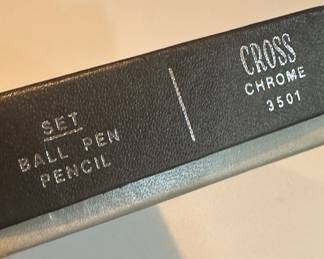 SET
BALL PEN
PENCIL
CROSS
CHROME
3501